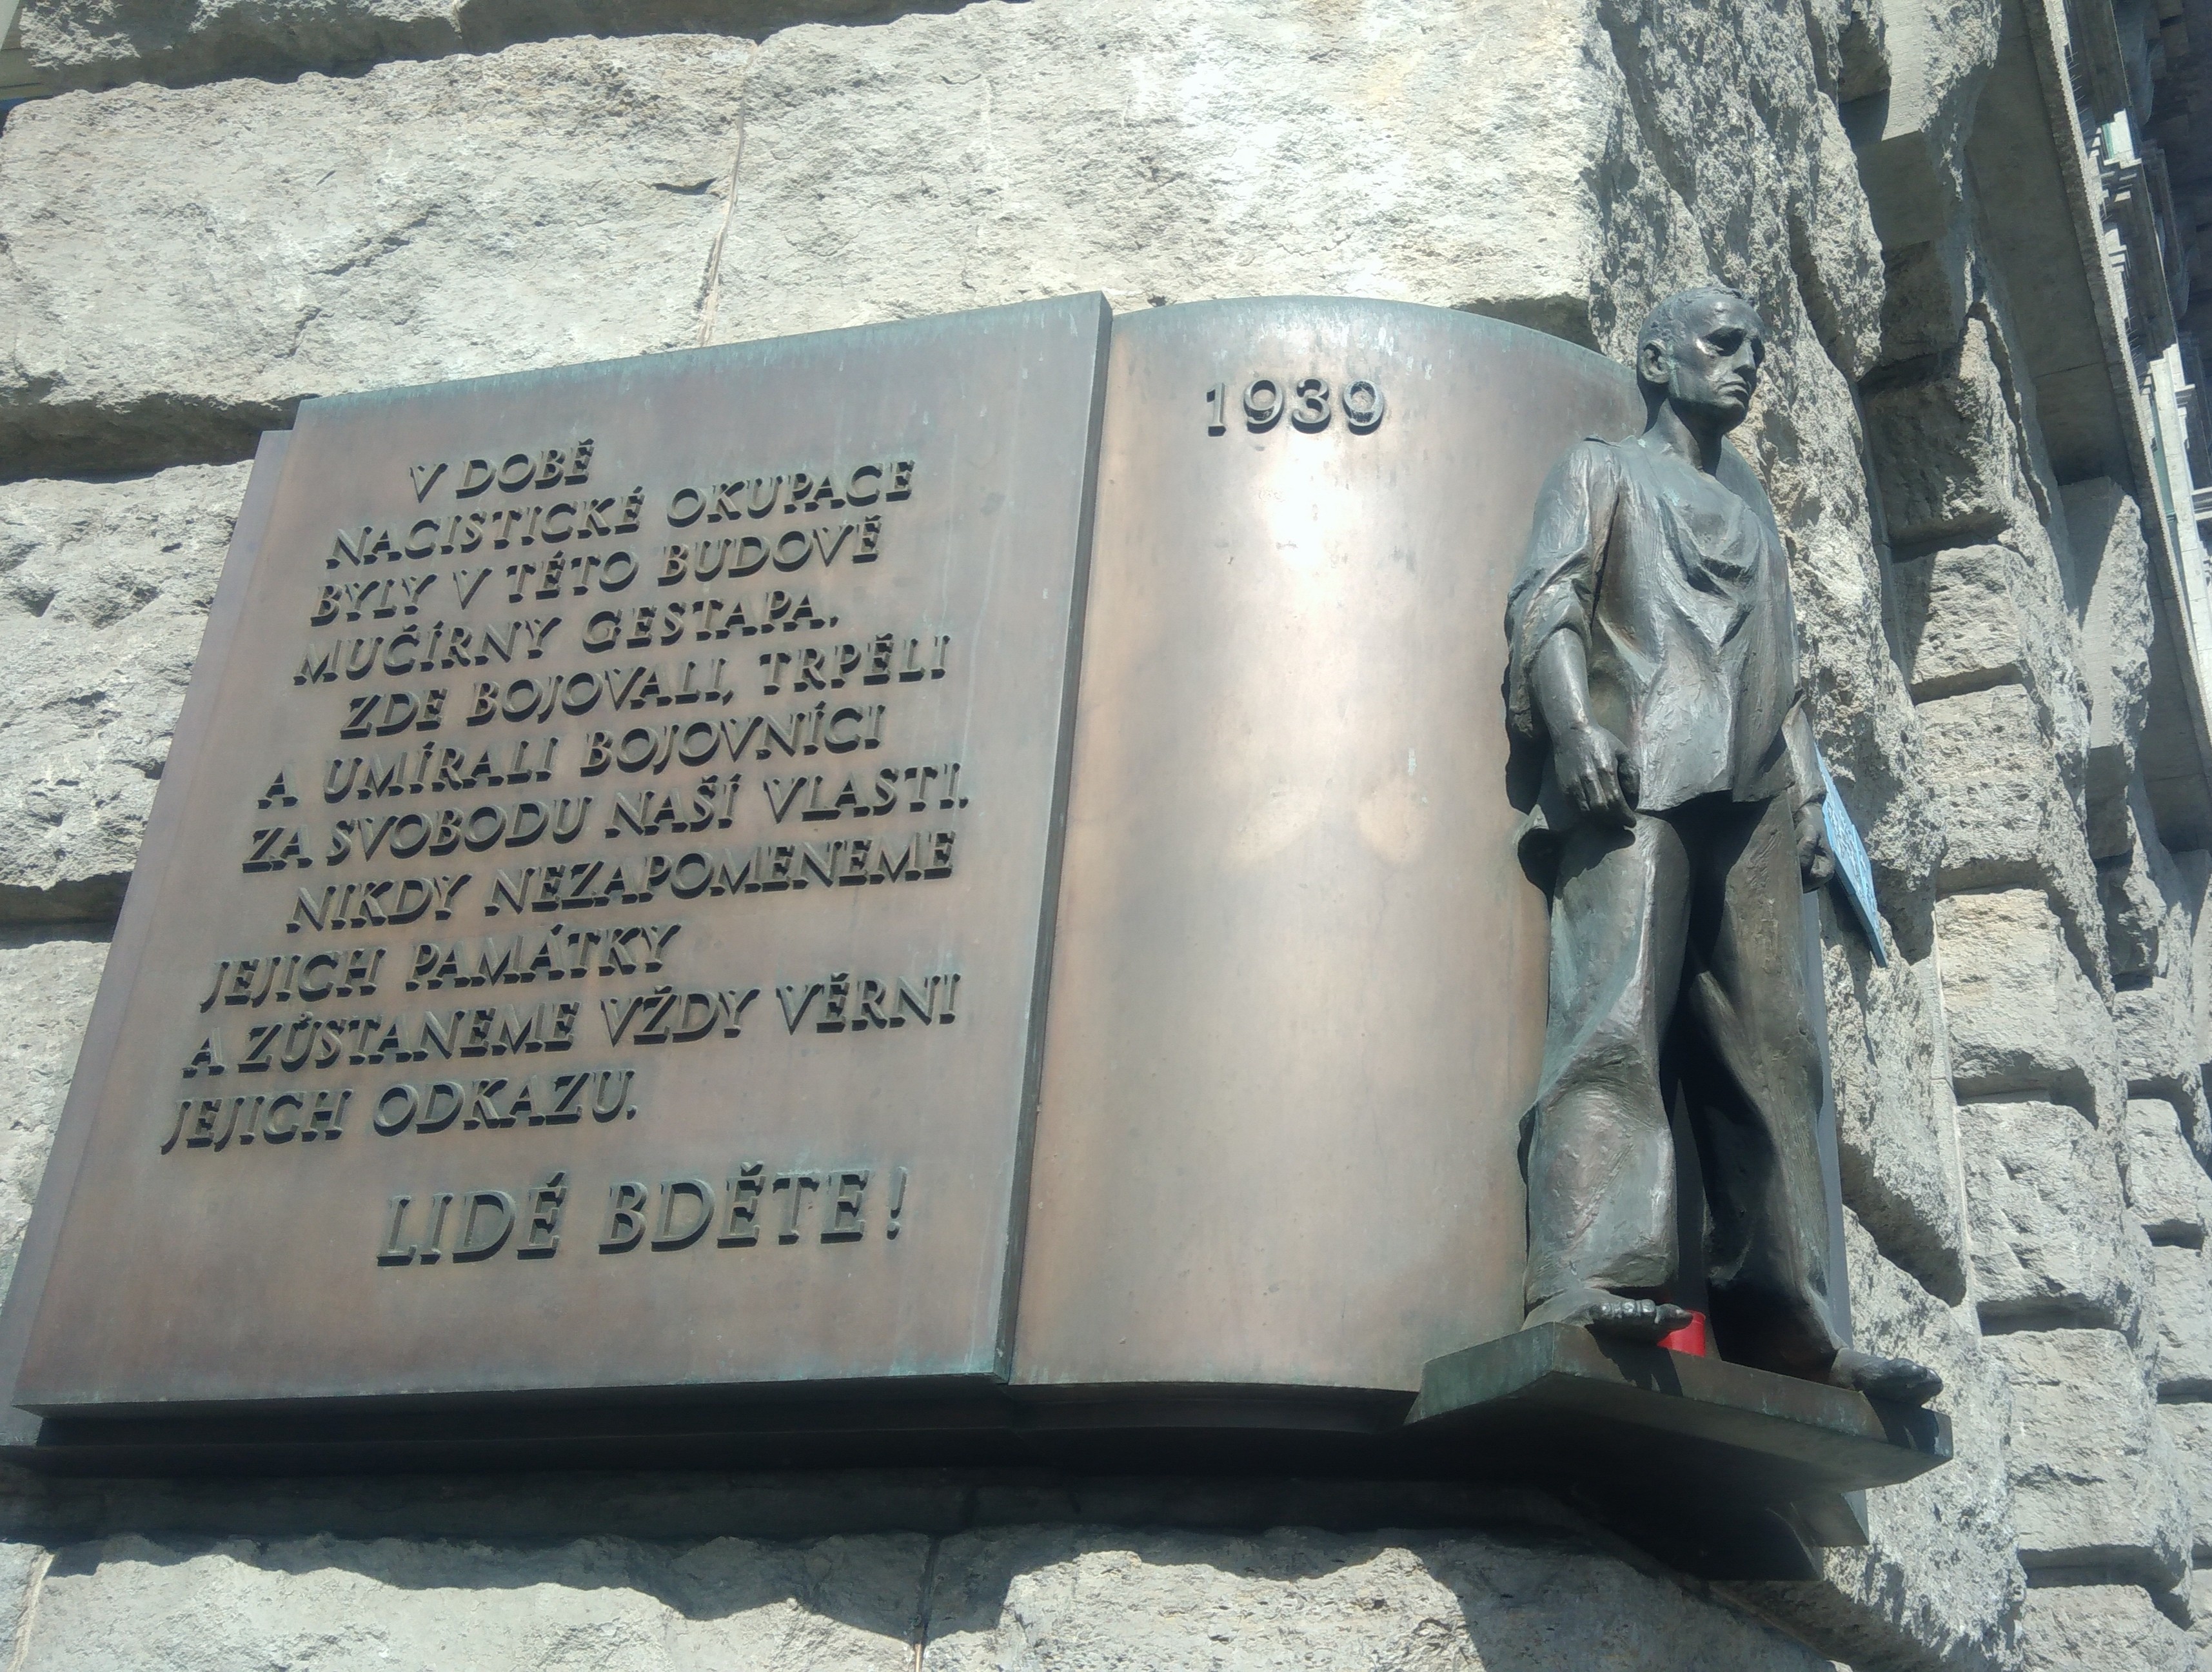 V DOBĚ
NACISTICKÉ OKUPACE
BYLY V TÉTO BUDOVĚ
MUČÍRNY GESTAPA.
ZDE BOJOVALI, TRPĚLI
A UMÍRALI BOJOVNÍCI
ZA SVOBODU NAŠÍ VLASTI.
NIKDY NEZAPOMENEME
JEJICH PAMÁTKY
A ZŮSTANEME VŽDY VĚRNI
JEJICH ODKAZU.
LIDÉ BDĚTE!
1939